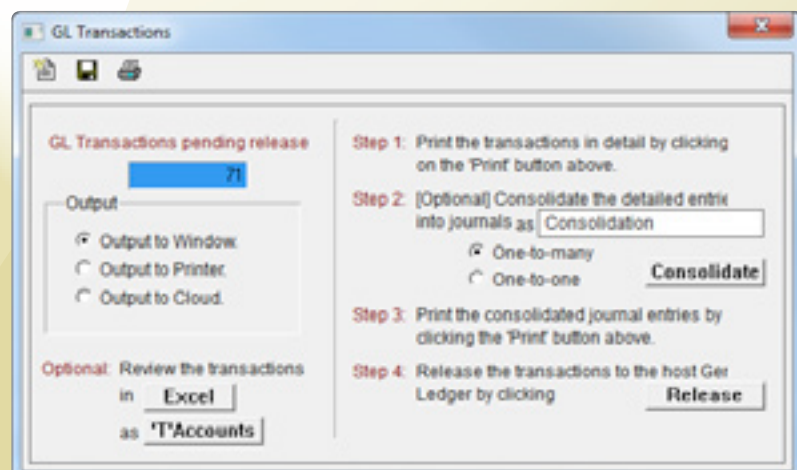 GL Transactions
GL Transactions pending release
71
Output
Output to Window.
Output to Printer.
Output to Cloud.
Optional: Review the transactions
in Excel
as 'T'Accounts
Step 1: Print the transactions in detail by clicking
on the 'Print' button above.
Step 2: [Optional] Consolidate the detailed entrie
into journals as Consolidation
One-to-many
One-to-one
Consolidate
Step 3: Print the consolidated journal entries by
clicking the 'Print' button above.
Step 4: Release the transactions to the host Ger
Ledger by clicking Release